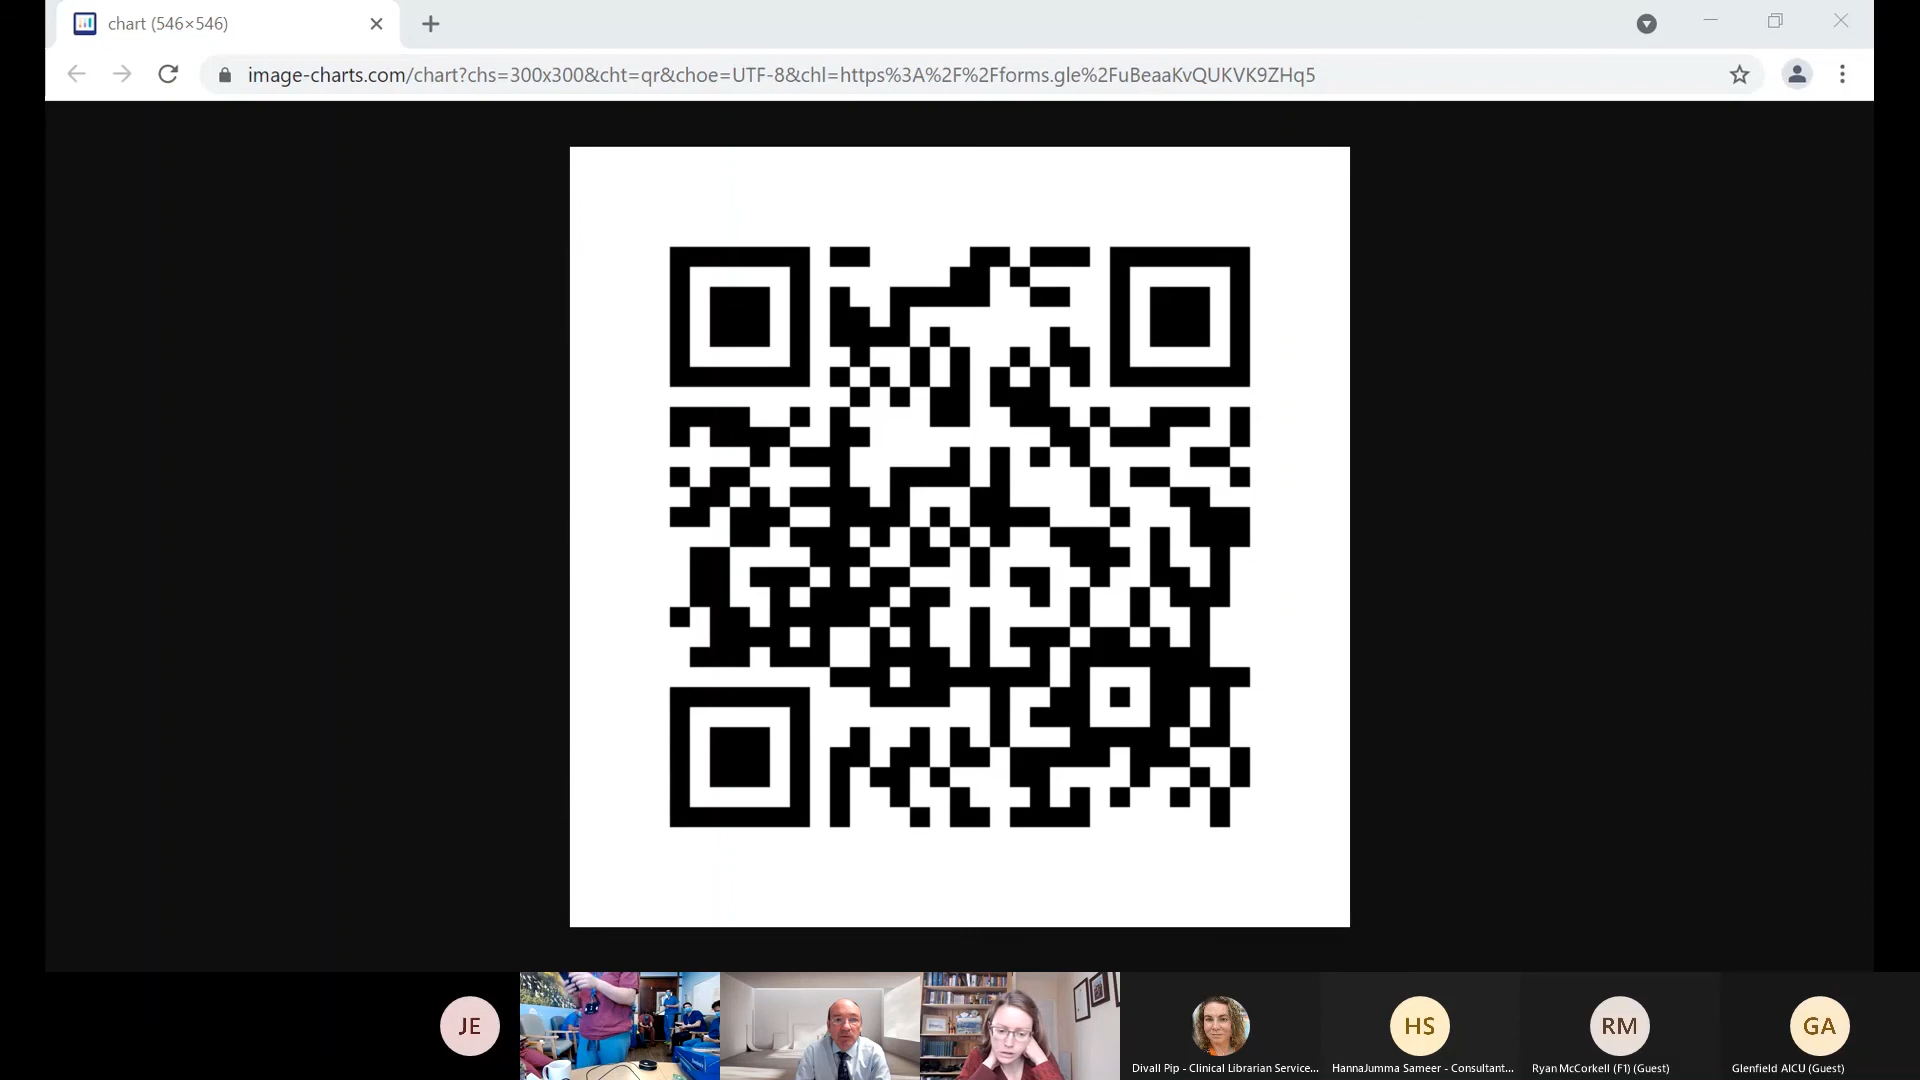 chart (546×546)
image-charts.com/chart?chs=300x300&cht=qr&choe=UTF-8&chl=https%3A%2F%2Fforms.gle%2FuBeaaKvQUKVK9ZHq5
JE
HS
RM
GA
Divall Pip - Clinical Librarian Service...
HannaJumma Sameer - Consultant...
Ryan McCorkell (F1) (Guest)
Glenfield AICU (Guest)